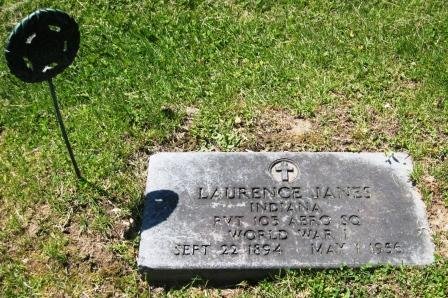 LAURENCE JANES
INDIANA
PVT 103 AERO SQ
WORLD WAR I
SEPT 22 1894 MAY 1 1956